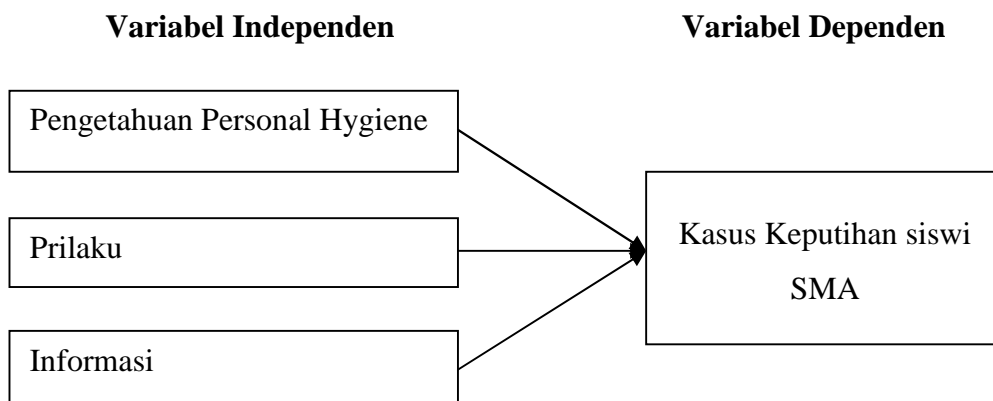 Variabel Independen
Variabel Dependen
Pengetahuan Personal Hygiene
Prilaku
Informasi
Kasus Keputihan siswi
SMA